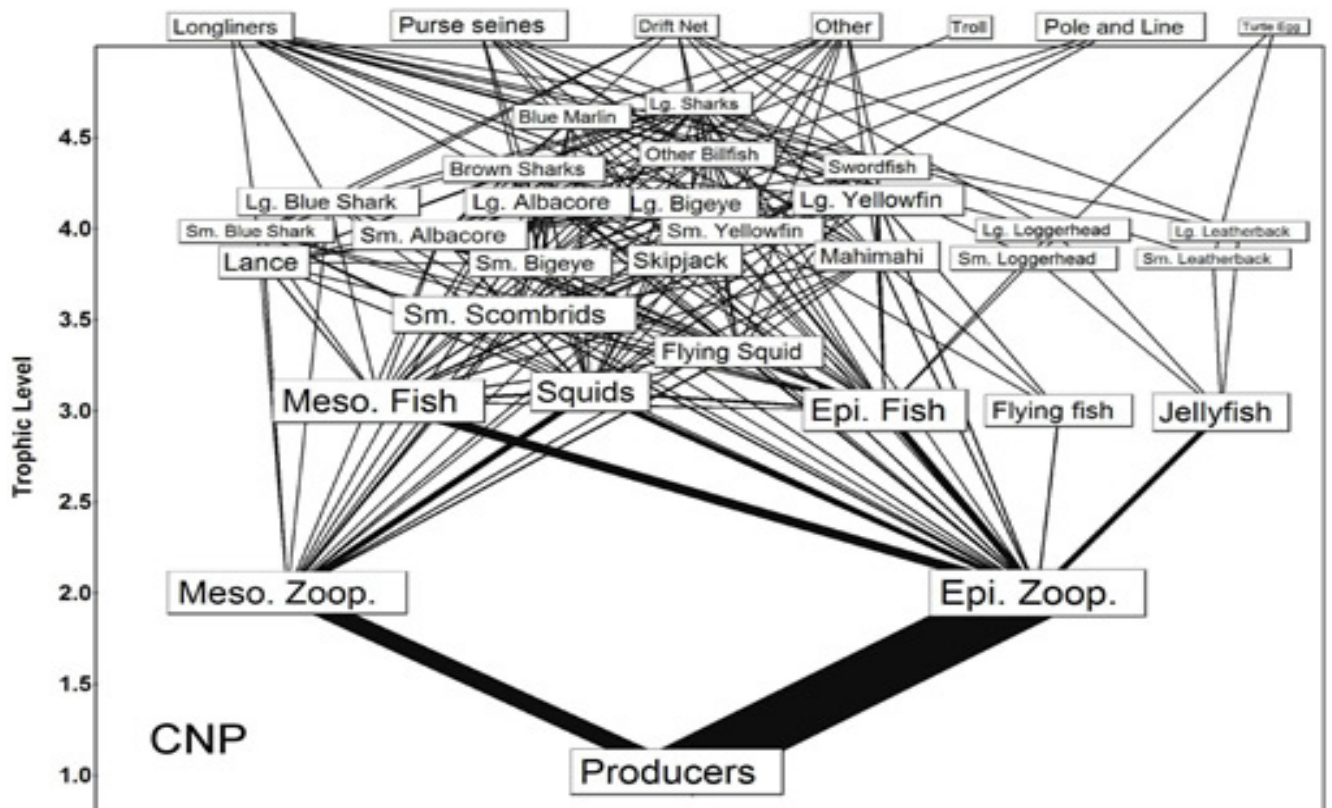 Longliners
Purse seines
Drift Net
Other
Troll
Pole and Line
Turtle Egg
Lg. Sharks
Blue Marlin
4.5
Other Billfish
Brown Sharks
Swordfish
Lg. Blue Shark
Lg. Albacore
Lg. Bigeye
Lg. Yellowfin
4.0
Sm. Blue Shark
Sm. Albacore
Sm. Yellowfin
Lg. Loggerhead
Lg. Leatherback
Lance
Sm. Bigeye
Skipjack
Mahimahi
Sm. Loggerhead
Sm. Leatherback
3.5
Sm. Scombrids
Flying Squid
Meso. Fish
Squids
3.0
Epi. Fish
Flying fish
Jellyfish
Trophic Level
2.5
2.0
Meso. Zoop.
Epi. Zoop.
1.5
CNP
1.0
Producers